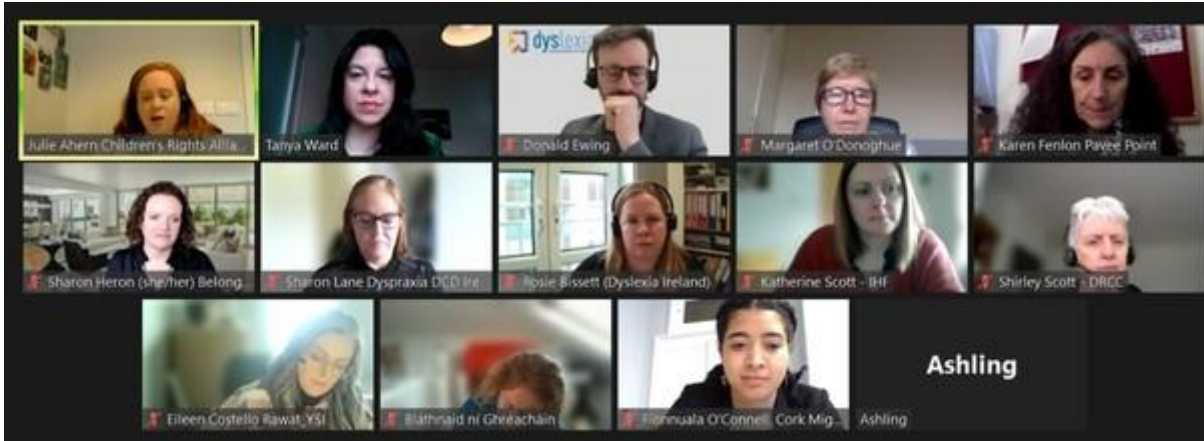 Julie Ahern Children's Rights Allia...
Tanya Ward
dyslexia
Donald Ewing
Margaret O'Donoghue
Karen Fenlon Pavee Point
Sharon Heron (she/her) Belong
Sharon Lane Dyspraxia DCD Ire
Rosie Bissett (Dyslexia Ireland)
Katherine Scott - IHF
Shirley Scott - DRCC
Eileen Costello Rawat_YSI
Bláthnaid ní Ghréacháin
Fionnuala O'Connell, Cork Mig...
Ashling
Ashling